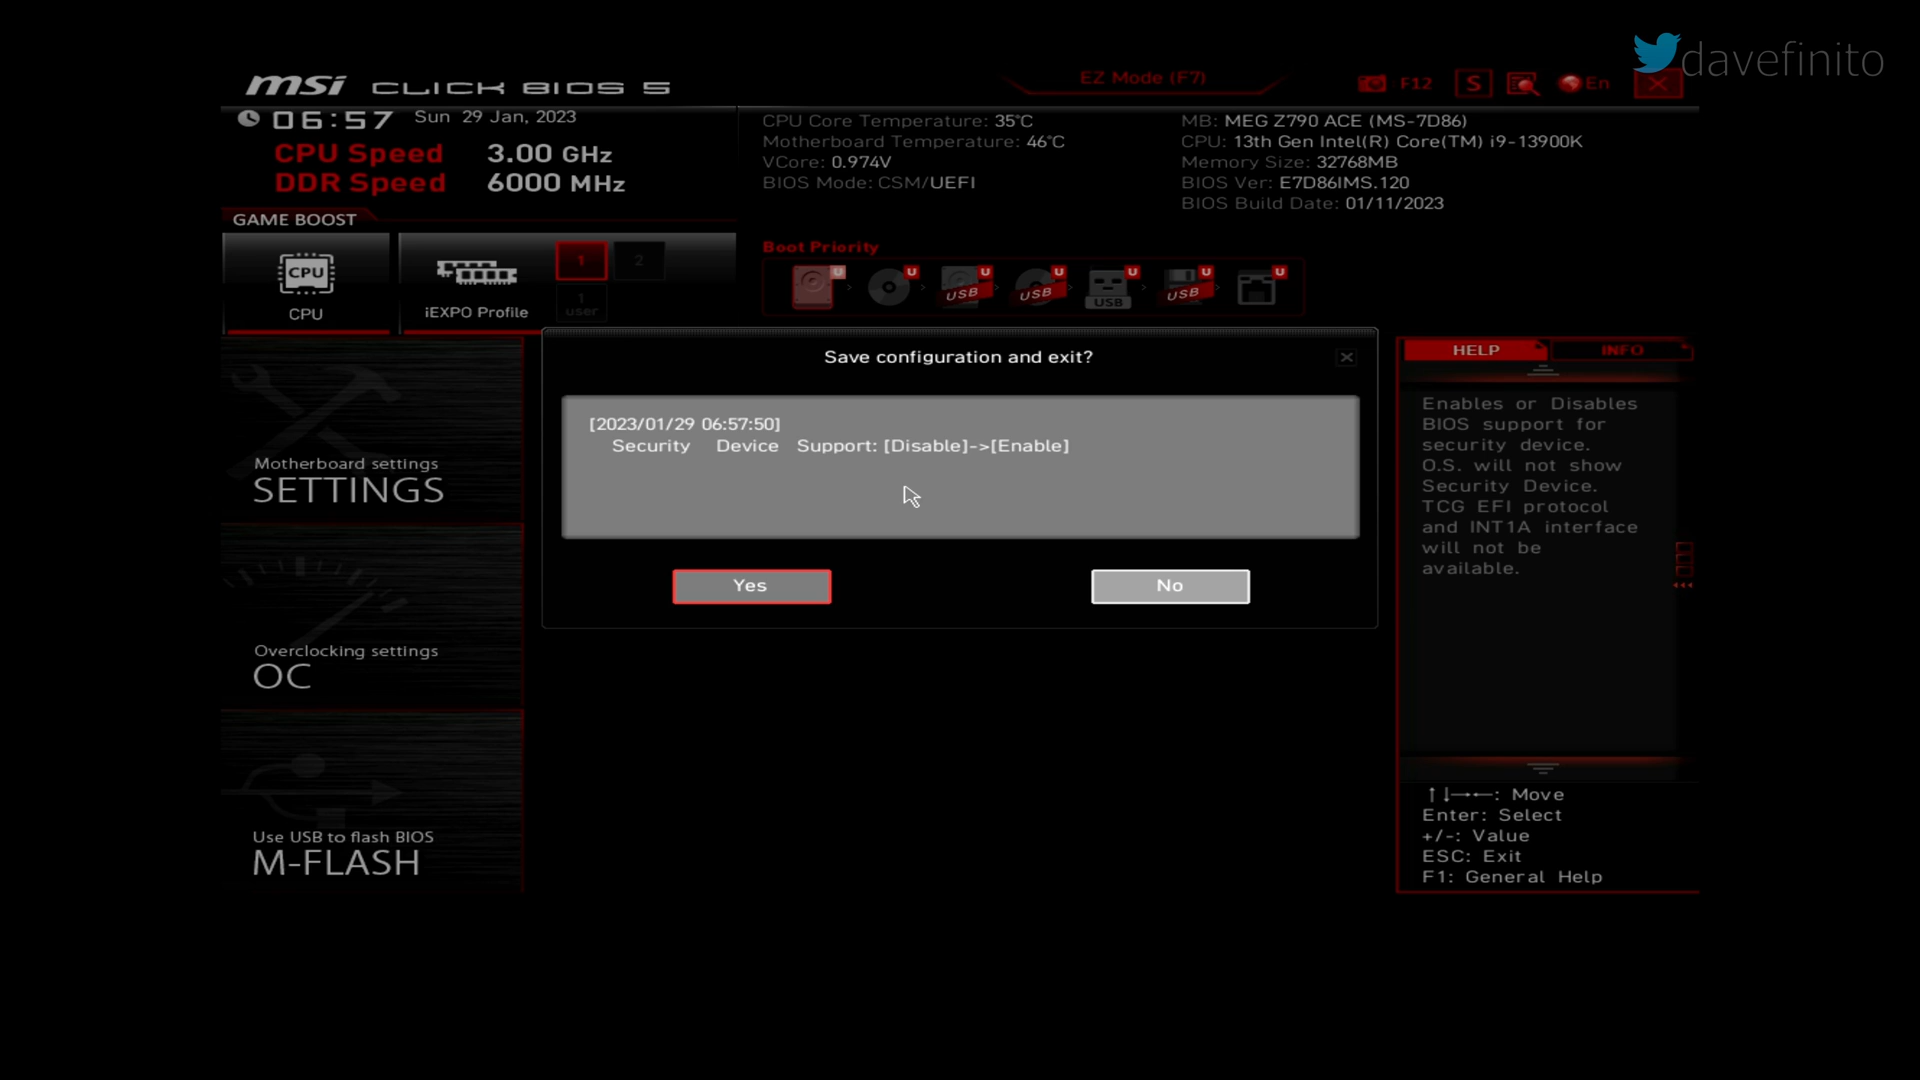 davefinito
msi CLICK BIOS 5
EZ Mode (F7)
F12
S
En
06:57 Sun 29 Jan, 2023
CPU Speed 3.00 GHz
DDR Speed 6000 MHz
CPU Core Temperature: 35°C
Motherboard Temperature: 46°C
VCore: 0.974V
BIOS Mode: CSM/UEFI
MB: MEG Z790 ACE (MS-7D86)
CPU: 13th Gen Intel(R) Core(TM) i9-13900K
Memory Size: 32768MB
BIOS Ver: E7D86IMS.120
BIOS Build Date: 01/11/2023
GAME BOOST
CPU
CPU
iEXPO Profile
1
2
1
user
Boot Priority
U
U
U
USB
U
USB
U
USB
U
USB
U
Save configuration and exit?
[2023/01/29 06:57:50]
Security Device Support: [Disable]->[Enable]
Yes
No
Motherboard settings
SETTINGS
Overclocking settings
OC
Use USB to flash BIOS
M-FLASH
HELP
INFO
Enables or Disables
BIOS support for
security device.
O.S. will not show
Security Device.
TCG EFI protocol
and INT1A interface
will not be
available.
↑↓→←: Move
Enter: Select
+/-: Value
ESC: Exit
F1: General Help